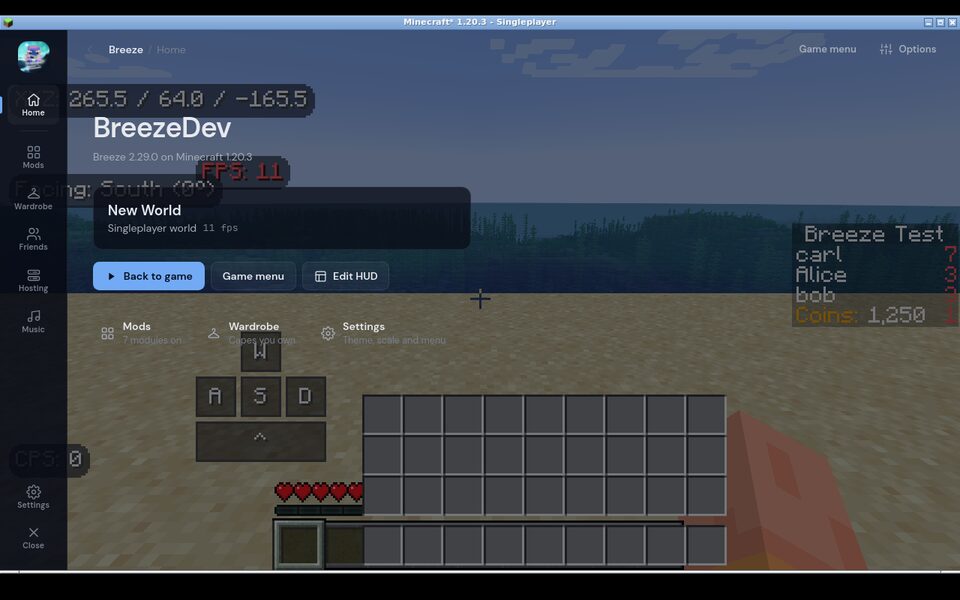 Minecraft* 1.20.3 - Singleplayer
Breeze / Home
Game menu
Options
XYZ: 265.5 / 64.0 / -165.5
Home
BreezeDev
Breeze 2.29.0 on Minecraft 1.20.3
FPS: 11
Mods
Facing: South (0°)
Wardrobe
New World
Singleplayer world 11 fps
Friends
Breeze Test
carl 7
Alice 3
bob
Coins: 1,250
Back to game
Game menu
Edit HUD
Hosting
Music
Mods
7 modules on
Wardrobe
Capes you own
Settings
Theme, scale and menu
W
A S D
^
CPS: 0
Settings
Close